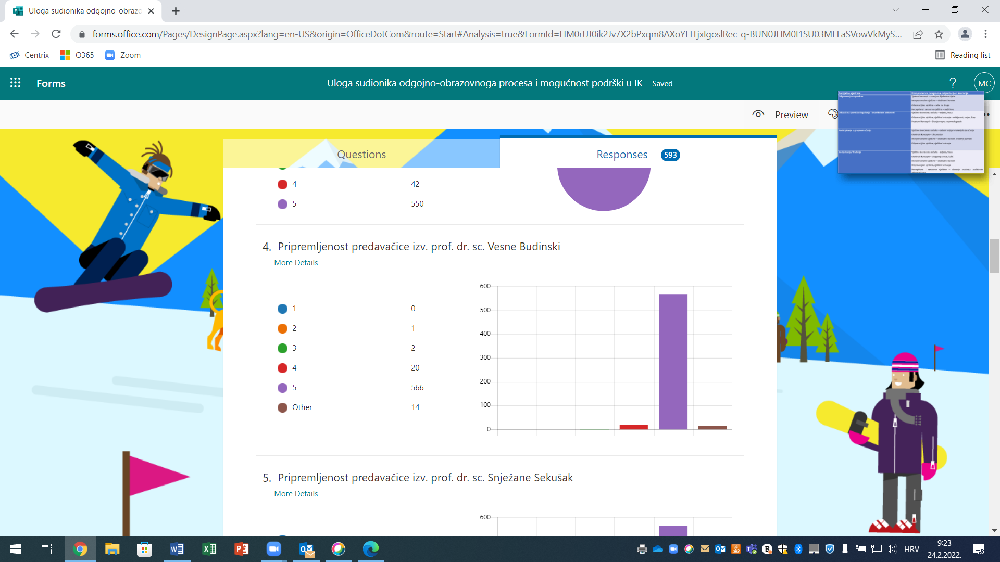 Uloga sudionika odgojno-obrazo
forms.office.com/Pages/DesignPage.aspx?lang=en-US&origin=OfficeDotCom&route=Start#Analysis=true&FormId=
Centrix
O365
Zoom
Reading list
Forms
Uloga sudionika odgojno-obrazovnoga procesa i mogućnost podrški u IK - Saved
?
MC
Preview
Questions
Responses 593
4 42
5 550
4. Pripremljenost predavačice izv. prof. dr. sc. Vesne Budinski
More Details
1 0
2 1
3 2
4 20
5 566
Other 14
600
500
400
300
200
100
0
5. Pripremljenost predavačice izv. prof. dr. sc. Snježane Sekušak
More Details
600
HRV
9:23
24.2.2022.